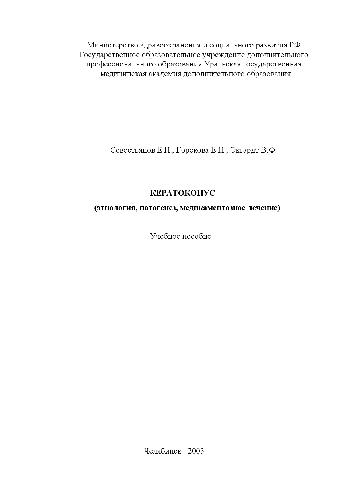 Министерство здравоохранения и социального развития РФ
Государственное образовательное учреждение дополнительного
профессионального образования Уральская государственная
медицинская академия дополнительного образования
Севостьянов Е.Н., Горскова Е.Н., Экгардт В.Ф.
КЕРАТОКОНУС
(этиология, патогенез, медикаментозное лечение)
Учебное пособие
Челябинск